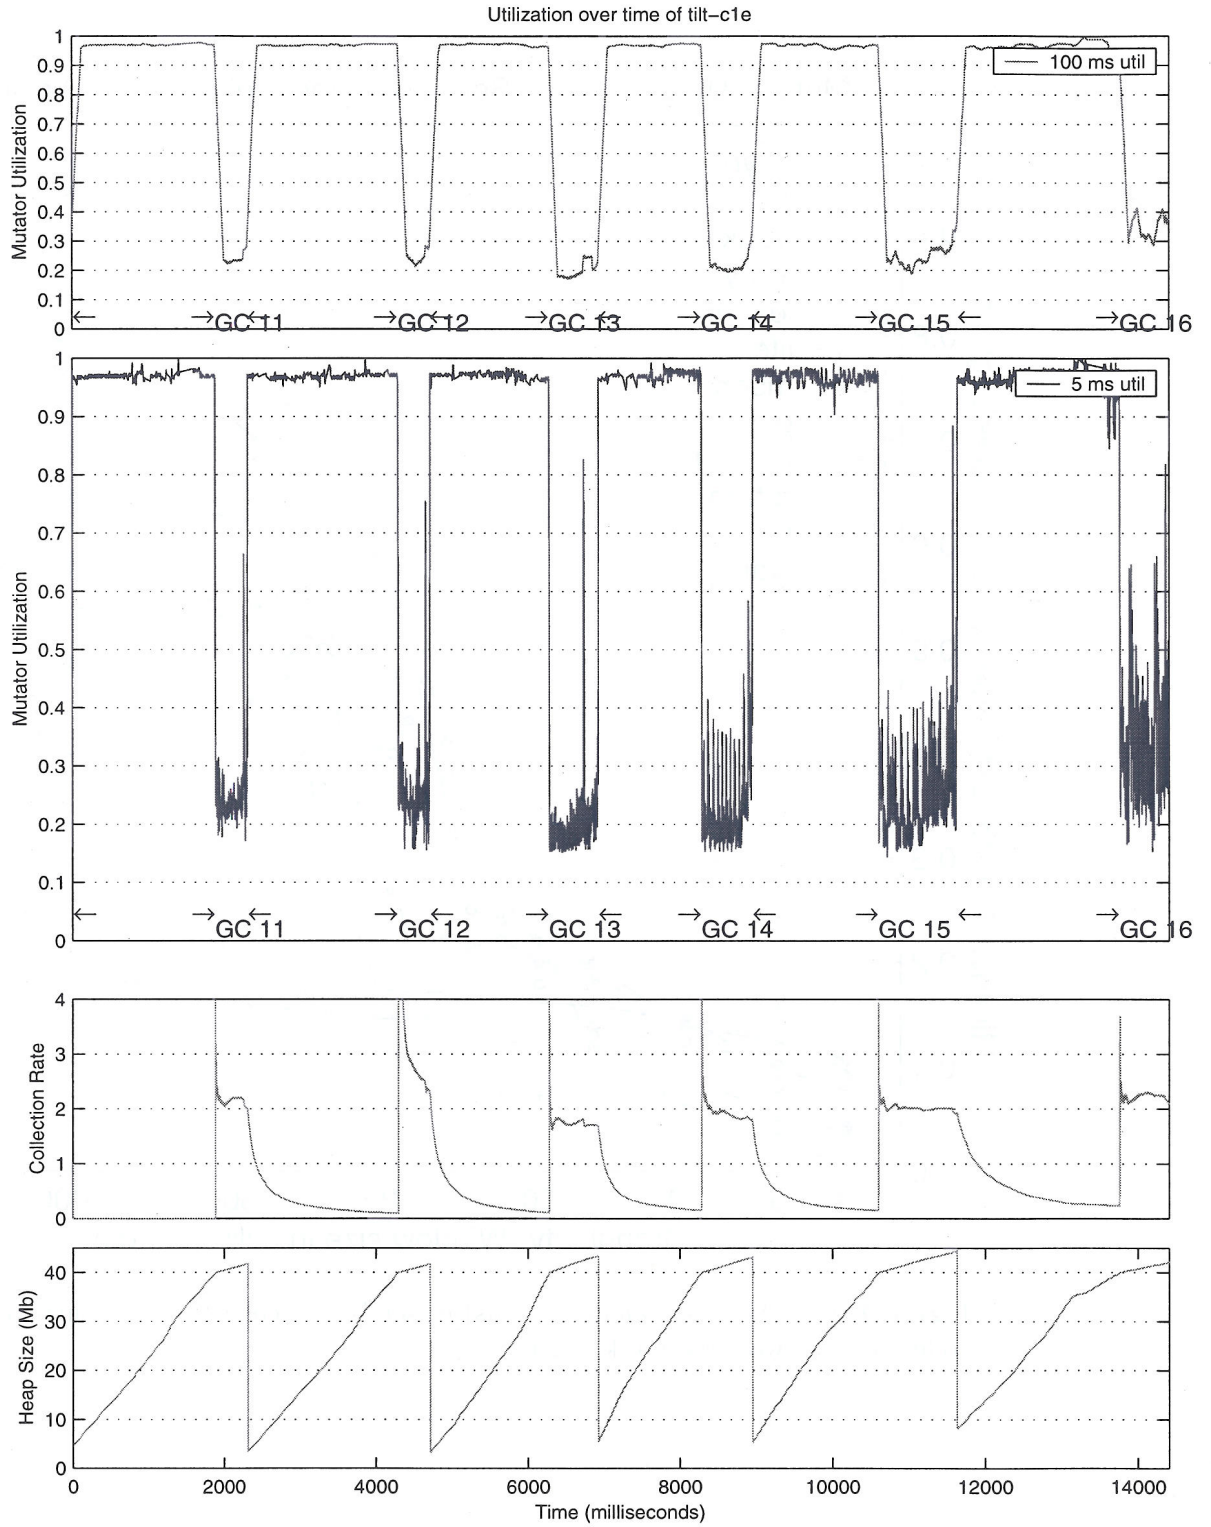 Utilization over time of tilt–c1e
Mutator Utilization
1
0.9
0.8
0.7
0.6
0.5
0.4
0.3
0.2
0.1
0
100 ms util
GC 11 GC 12 GC 13 GC 14 GC 15 GC 16
Mutator Utilization
1
0.9
0.8
0.7
0.6
0.5
0.4
0.3
0.2
0.1
0
5 ms util
GC 11 GC 12 GC 13 GC 14 GC 15 GC 16
Collection Rate
4
3
2
1
0
Heap Size (Mb)
40
30
20
10
0
0 2000 4000 6000 8000 10000 12000 14000
Time (milliseconds)